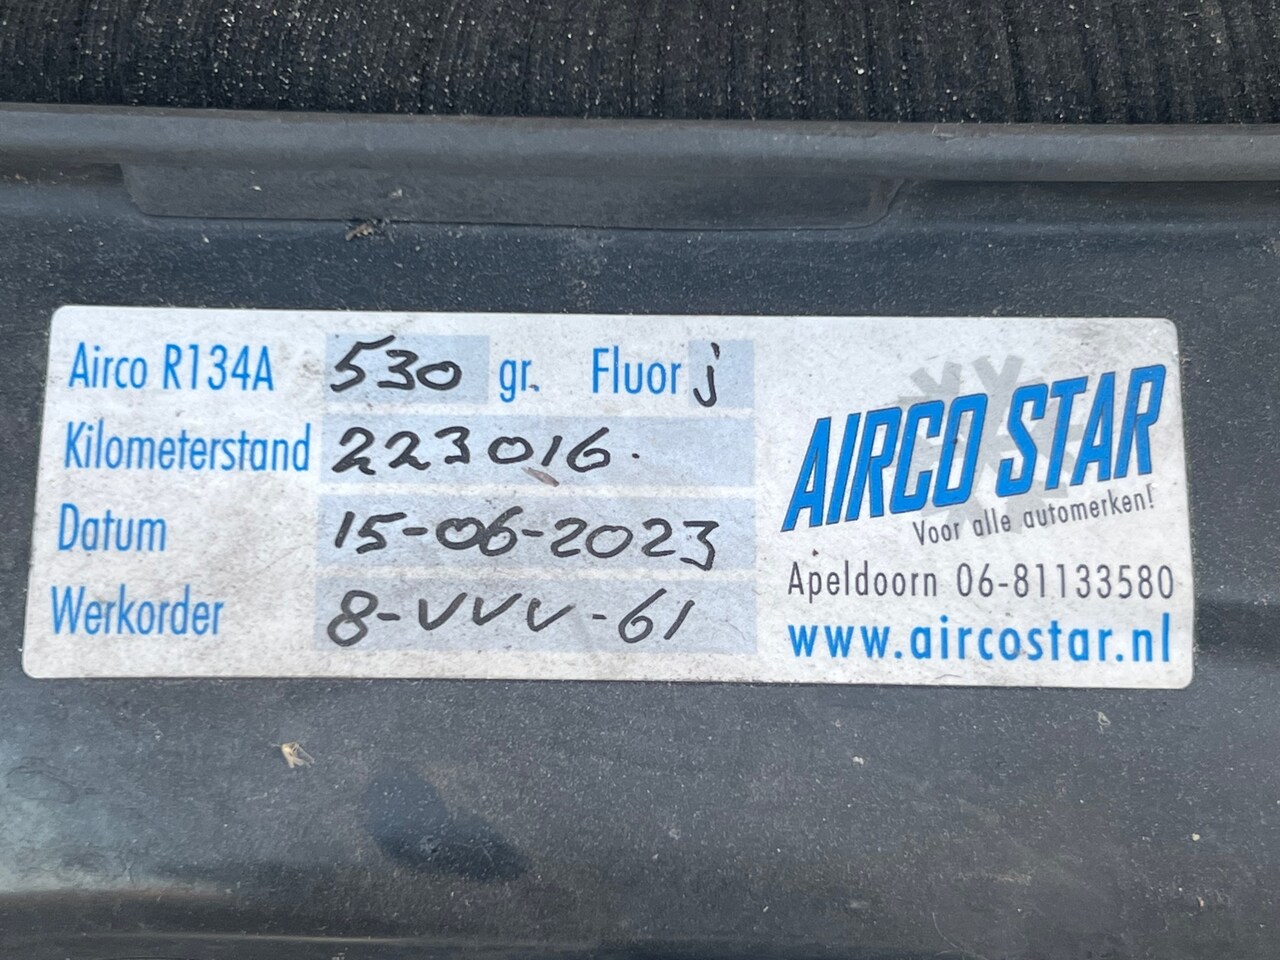 Airco R134A 530 gr. Fluor j
Kilometerstand 223016.
Datum 15-06-2023
Werkorder 8-VVV-61
AIRCO STAR
Voor alle automerken!
Apeldoorn 06-81133580
www.aircostar.nl